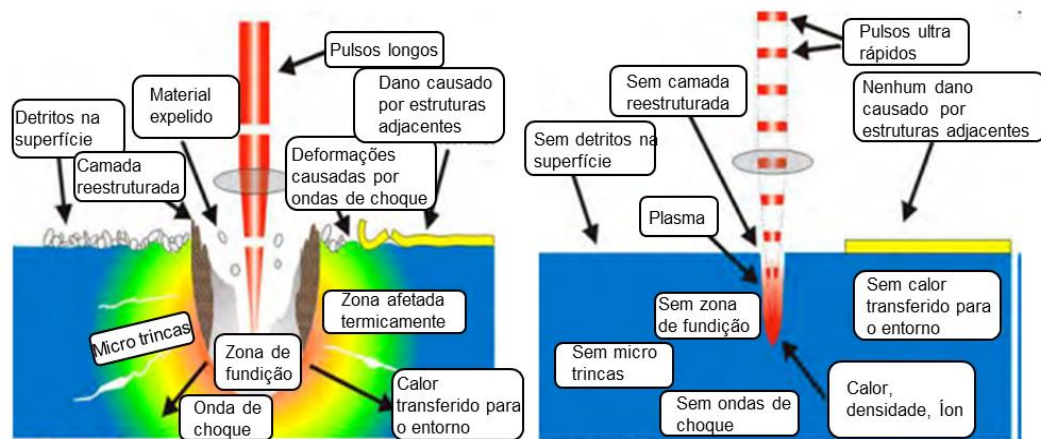 Pulsos longos
Material
expelido
Dano causado
por estruturas
adjacentes
Detritos na
superfície
Camada
reestruturada
Deformações
causadas por
ondas de choque
Zona afetada
termicamente
Micro trincas
Zona de
fundição
Onda de
choque
Calor
transferido para
o entorno
Pulsos ultra
rápidos
Sem camada
reestruturada
Nenhum dano
causado por
estruturas adjacentes
Sem detritos na
superfície
Plasma
Sem zona
de fundição
Sem calor
transferido para
o entorno
Sem micro
trincas
Sem ondas de
choque
Calor,
densidade, Íon